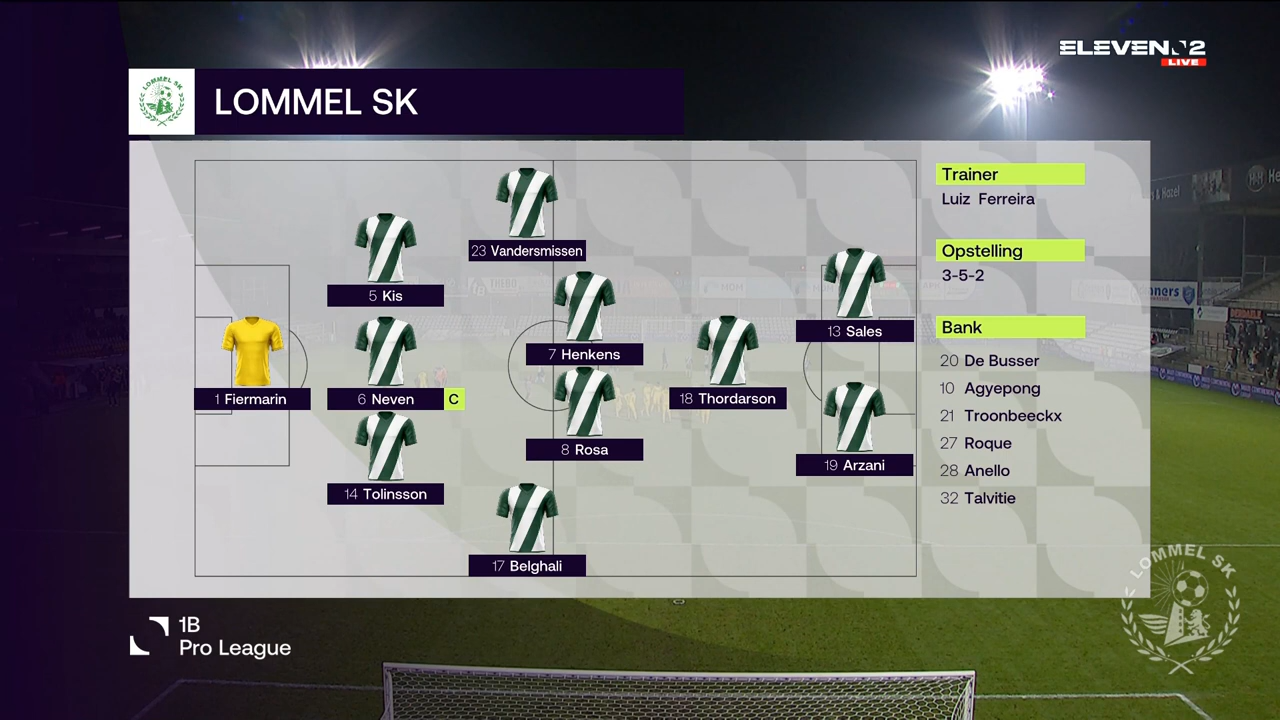 ELEVEN 2
LIVE
LOMMEL SK
LOMMEL SK
Trainer
Luiz Ferreira
Opstelling
3-5-2
Bank
20 De Busser
10 Agyepong
21 Troonbeeckx
27 Roque
28 Anello
32 Talvitie
23 Vandersmissen
5 Kis
13 Sales
7 Henkens
1 Fiermarin
6 Neven C
18 Thordarson
8 Rosa
19 Arzani
14 Tolinsson
17 Belghali
LOMMEL SK
1B
Pro League